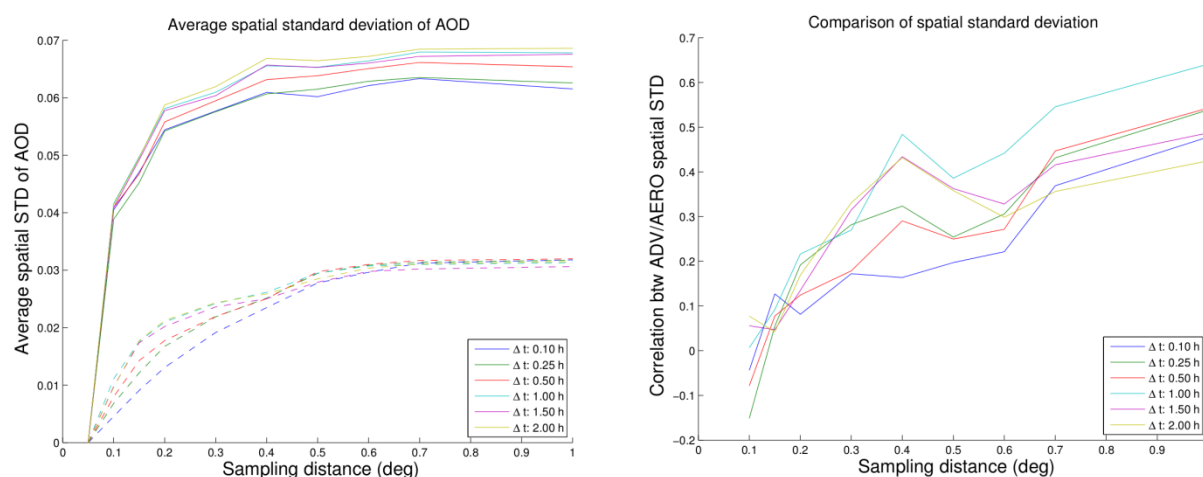 Average spatial standard deviation of AOD
Average spatial STD of AOD
0.07
0.06
0.05
0.04
0.03
0.02
0.01
0
0 0.1 0.2 0.3 0.4 0.5 0.6 0.7 0.8 0.9 1
Sampling distance (deg)
Δ t: 0.10 h
Δ t: 0.25 h
Δ t: 0.50 h
Δ t: 1.00 h
Δ t: 1.50 h
Δ t: 2.00 h
Comparison of spatial standard deviation
Correlation btw ADV/AERO spatial STD
0.7
0.6
0.5
0.4
0.3
0.2
0.1
0
−0.1
−0.2
0 0.1 0.2 0.3 0.4 0.5 0.6 0.7 0.8 0.9
Sampling distance (deg)
Δ t: 0.10 h
Δ t: 0.25 h
Δ t: 0.50 h
Δ t: 1.00 h
Δ t: 1.50 h
Δ t: 2.00 h